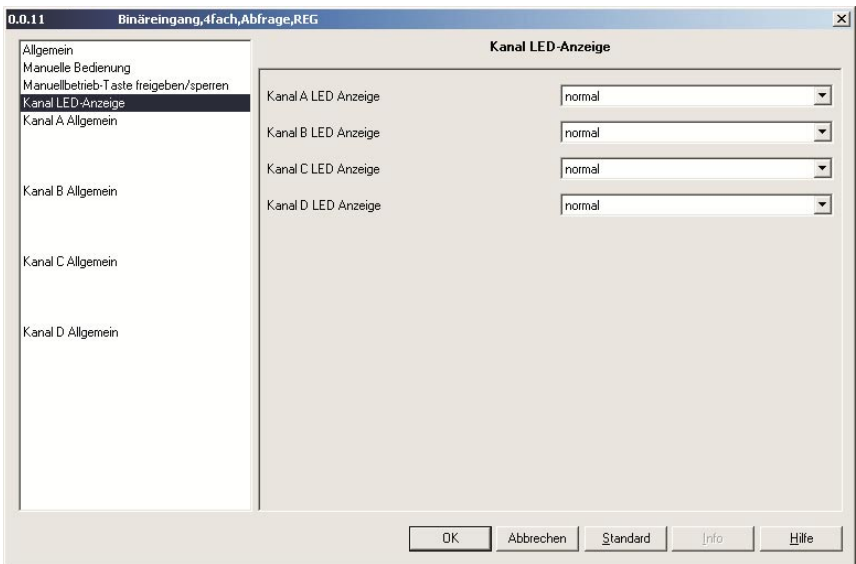 0.0.11 Binäreingang,4fach,Abfrage,REG
Allgemein
Manuelle Bedienung
Manuellbetrieb-Taste freigeben/sperren
Kanal LED-Anzeige
Kanal A Allgemein
Kanal B Allgemein
Kanal C Allgemein
Kanal D Allgemein
Kanal LED-Anzeige
Kanal A LED Anzeige normal
Kanal B LED Anzeige normal
Kanal C LED Anzeige normal
Kanal D LED Anzeige normal
OK Abbrechen Standard Info Hilfe